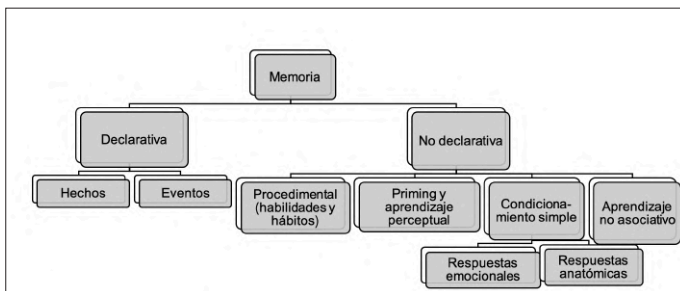 Memoria
Declarativa
No declarativa
Hechos
Eventos
Procedimental
(habilidades y
hábitos)
Priming y
aprendizaje
perceptual
Condiciona-
miento simple
Aprendizaje
no asociativo
Respuestas
emocionales
Respuestas
anatómicas